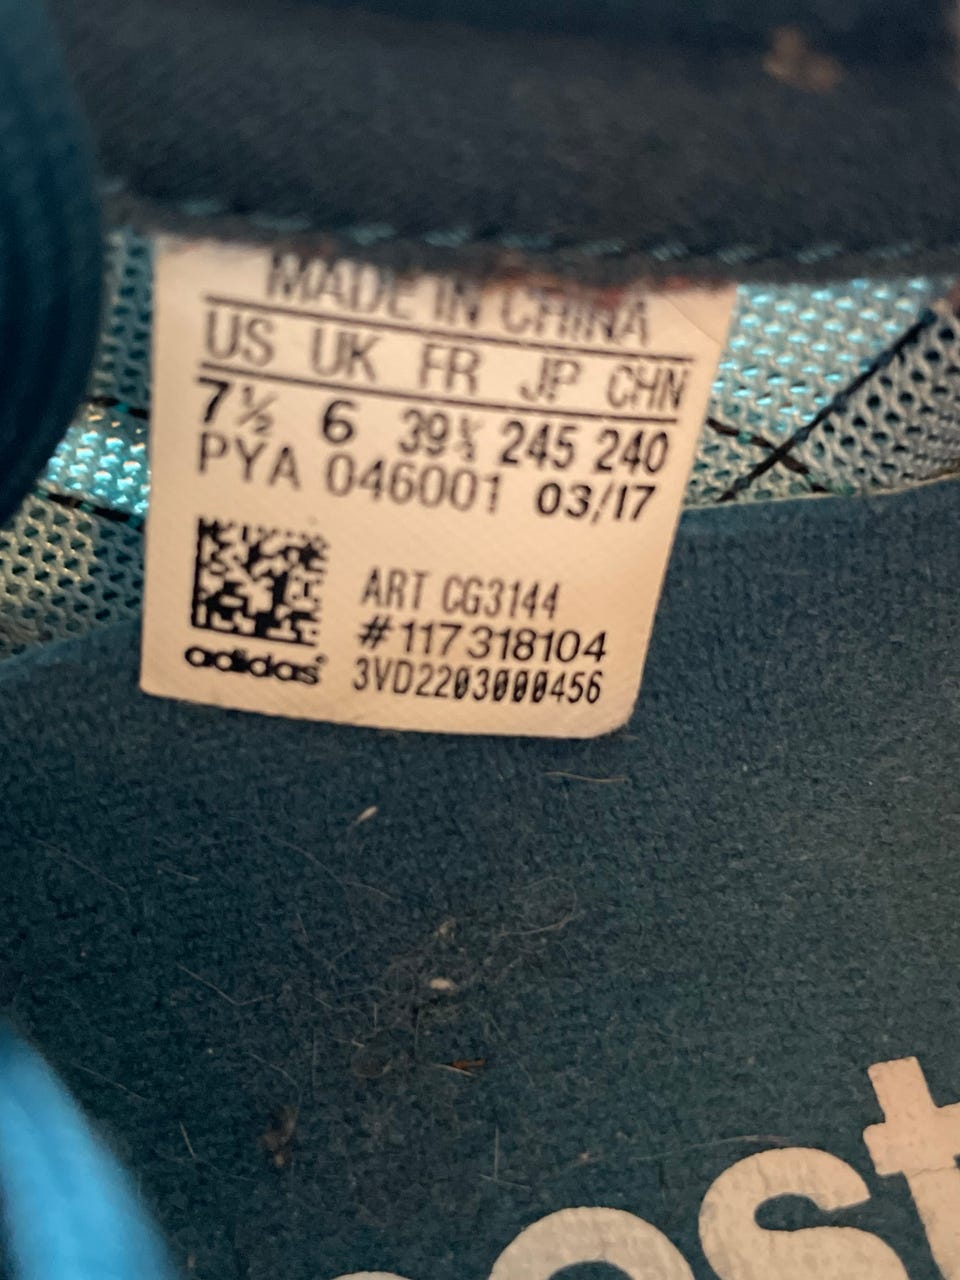 MADE IN CHINA
US UK FR JP CHN
7½ 6 39⅓ 245 240
PYA 046001 03/17
ART CG3144
#117318104
adidas
3VD2203000456